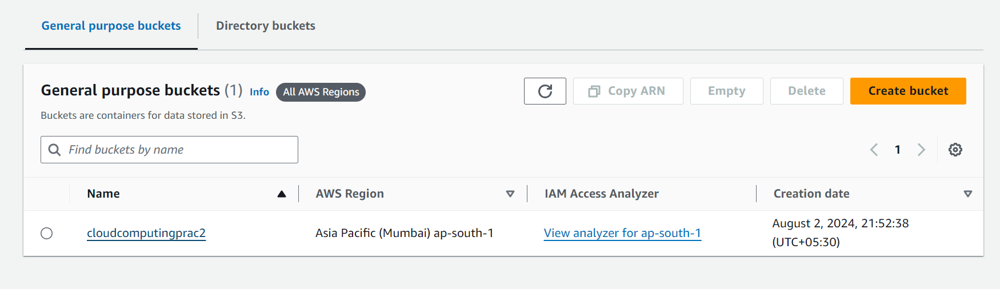 General purpose buckets Directory buckets
General purpose buckets (1) Info All AWS Regions Copy ARN Empty Delete Create bucket
Buckets are containers for data stored in S3.
Find buckets by name 1
Name AWS Region IAM Access Analyzer Creation date
cloudcomputingprac2 Asia Pacific (Mumbai) ap-south-1 View analyzer for ap-south-1 August 2, 2024, 21:52:38
(UTC+05:30)